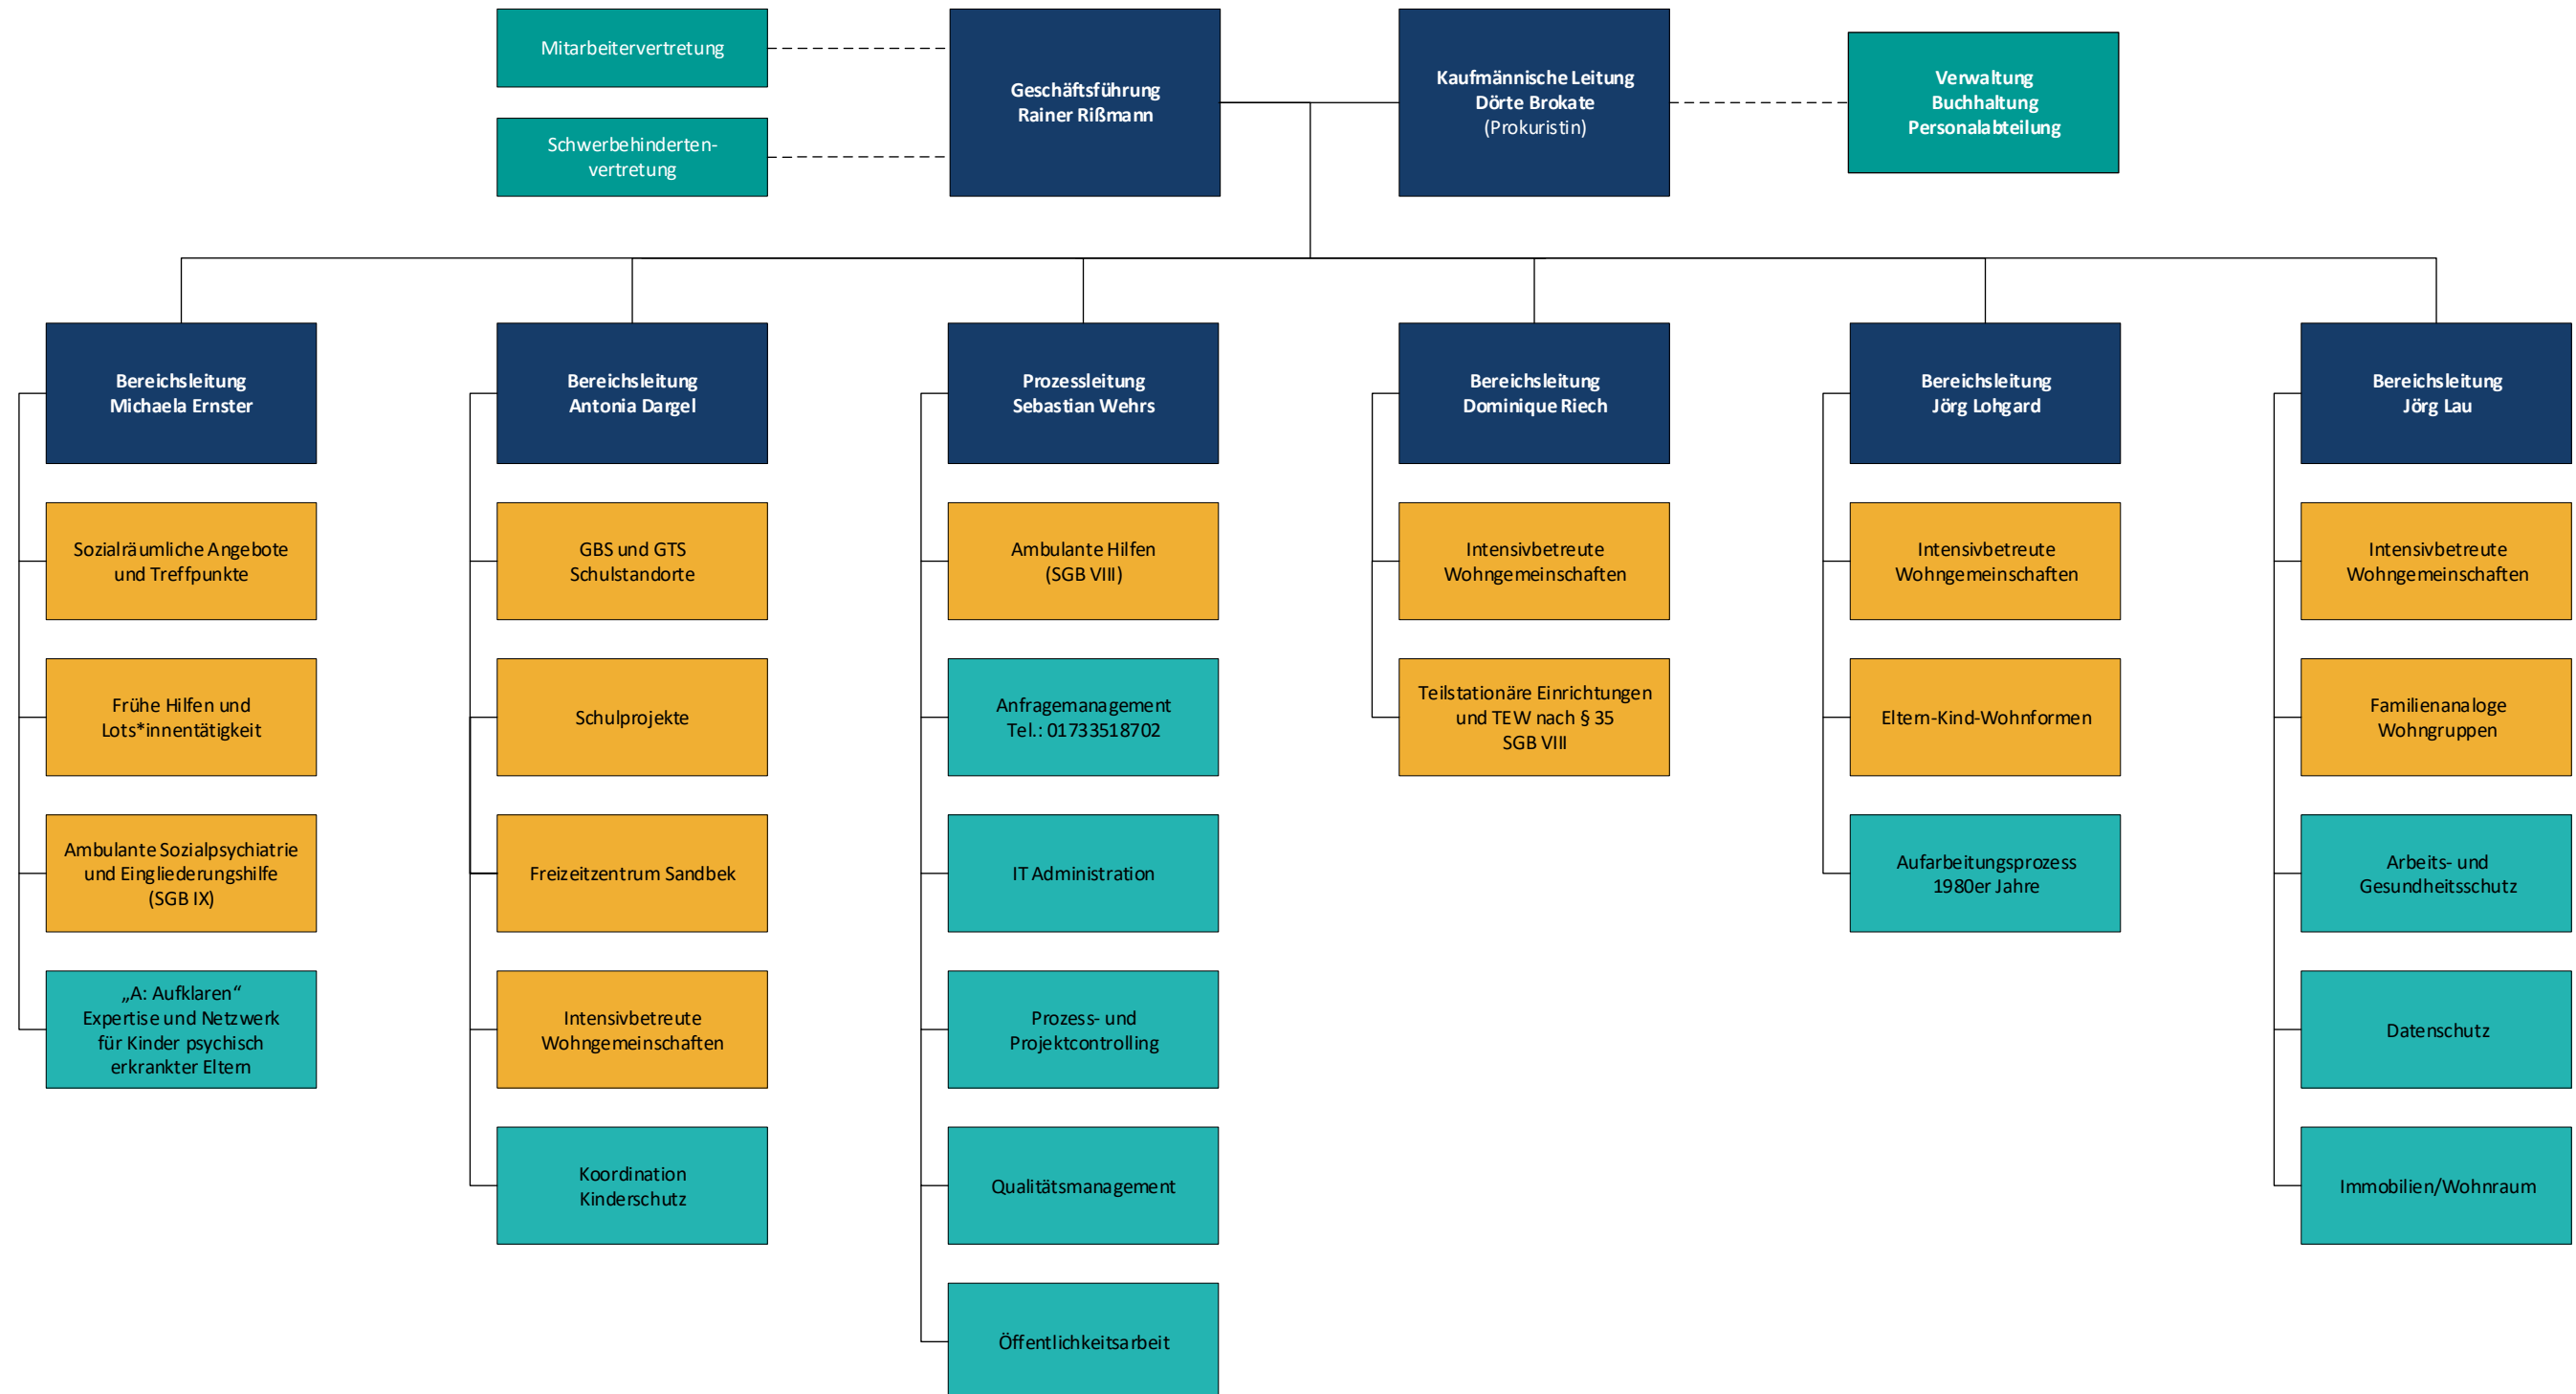 Mitarbeitervertretung
Schwerbehinderten-
vertretung
Geschäftsführung
Rainer Rißmann
Kaufmännische Leitung
Dörte Brokate
(Prokuristin)
Verwaltung
Buchhaltung
Personalabteilung
Bereichsleitung
Michaela Ernster
Sozialräumliche Angebote
und Treffpunkte
Frühe Hilfen und
Lots*innentätigkeit
Ambulante Sozialpsychiatrie
und Eingliederungshilfe
(SGB IX)
„A: Aufklaren“
Expertise und Netzwerk
für Kinder psychisch
erkrankter Eltern
Bereichsleitung
Antonia Dargel
GBS und GTS
Schulstandorte
Schulprojekte
Freizeitzentrum Sandbek
Intensivbetreute
Wohngemeinschaften
Koordination
Kinderschutz
Prozessleitung
Sebastian Wehrs
Ambulante Hilfen
(SGB VIII)
Anfragemanagement
Tel.: 01733518702
IT Administration
Prozess- und
Projektcontrolling
Qualitätsmanagement
Öffentlichkeitsarbeit
Bereichsleitung
Dominique Riech
Intensivbetreute
Wohngemeinschaften
Teilstationäre Einrichtungen
und TEW nach § 35
SGB VIII
Bereichsleitung
Jörg Lohgard
Intensivbetreute
Wohngemeinschaften
Eltern-Kind-Wohnformen
Aufarbeitungsprozess
1980er Jahre
Bereichsleitung
Jörg Lau
Intensivbetreute
Wohngemeinschaften
Familienanaloge
Wohngruppen
Arbeits- und
Gesundheitsschutz
Datenschutz
Immobilien/Wohnraum